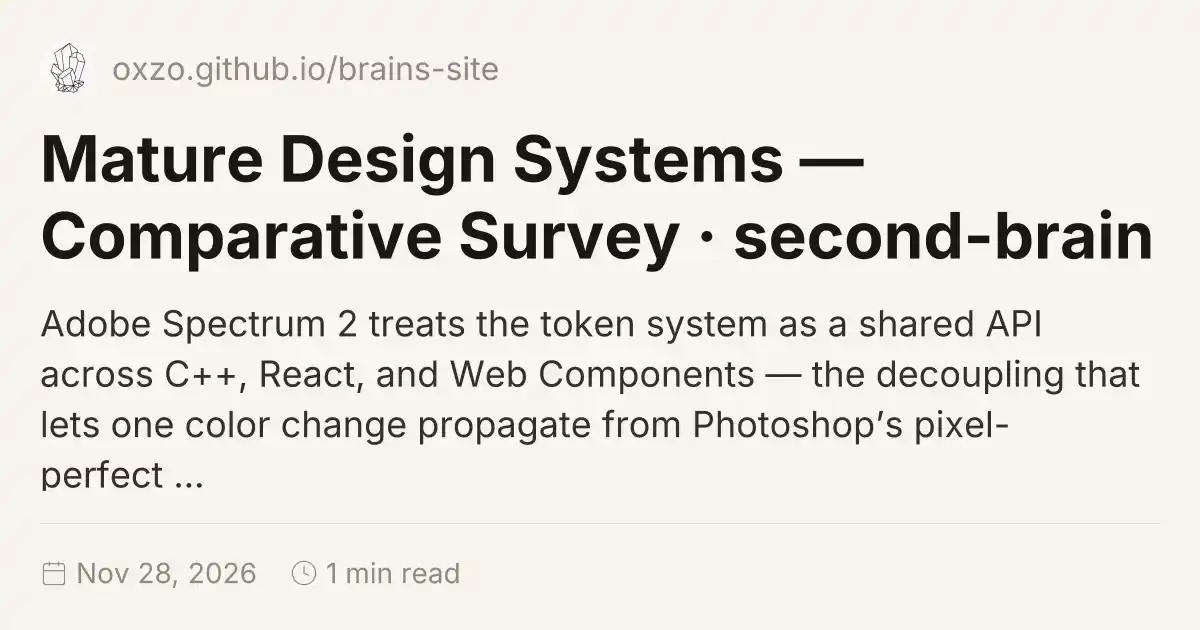 oxzo.github.io/brains-site
Mature Design Systems —
Comparative Survey · second-brain
Adobe Spectrum 2 treats the token system as a shared API
across C++, React, and Web Components — the decoupling that
lets one color change propagate from Photoshop’s pixel-
perfect ...
Nov 28, 2026 1 min read